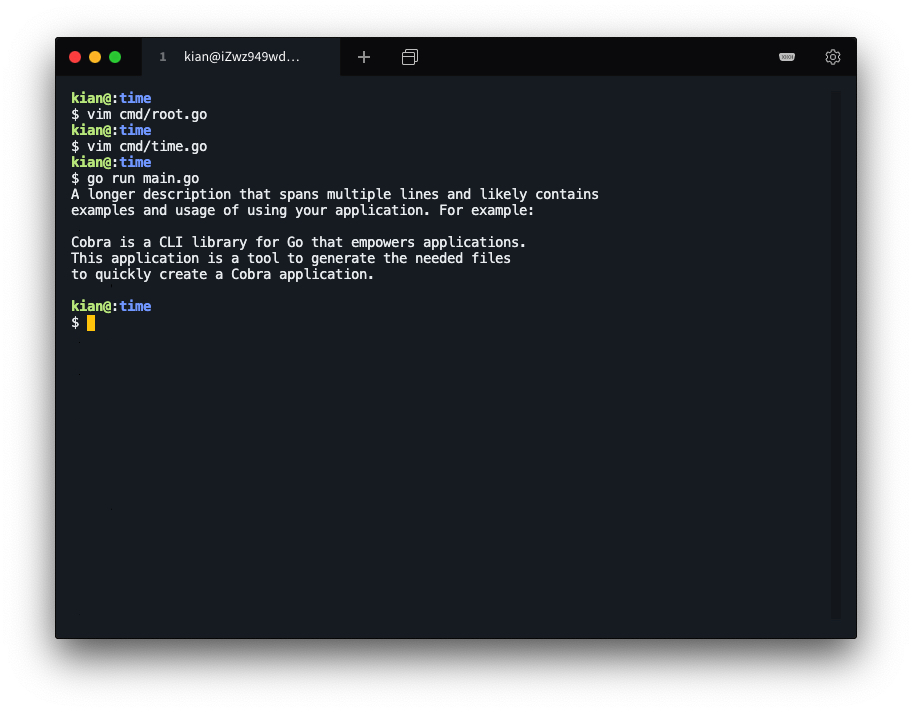 1 kian@iZwz949wd...
kian@:time
$ vim cmd/root.go
kian@:time
$ vim cmd/time.go
kian@:time
$ go run main.go
A longer description that spans multiple lines and likely contains
examples and usage of using your application. For example:
Cobra is a CLI library for Go that empowers applications.
This application is a tool to generate the needed files
to quickly create a Cobra application.
kian@:time
$